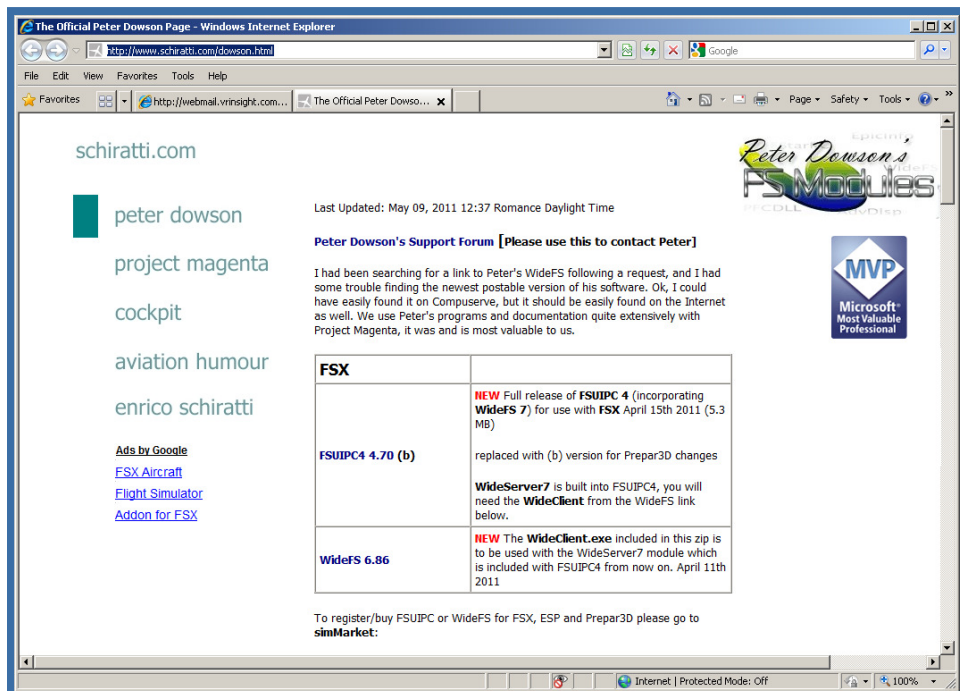 The Official Peter Dowson Page - Windows Internet Explorer
http://www.schiratti.com/dowson.html
Google
File Edit View Favorites Tools Help
Favorites
http://webmail.vrinsight.com...
The Official Peter Dowso...
Page
Safety
Tools
schiratti.com
peter dowson
project magenta
cockpit
aviation humour
enrico schiratti
Ads by Google
FSX Aircraft
Flight Simulator
Addon for FSX
Peter Dowson's
FS Modules
Last Updated: May 09, 2011 12:37 Romance Daylight Time
Peter Dowson's Support Forum [Please use this to contact Peter]
I had been searching for a link to Peter's WideFS following a request, and I had
some trouble finding the newest postable version of his software. Ok, I could
have easily found it on Compuserve, but it should be easily found on the Internet
as well. We use Peter's programs and documentation quite extensively with
Project Magenta, it was and is most valuable to us.
MVP
Microsoft®
Most Valuable
Professional
FSX
FSUIPC4 4.70 (b)
NEW Full release of FSUIPC 4 (incorporating
WideFS 7) for use with FSX April 15th 2011 (5.3
MB)
replaced with (b) version for Prepar3D changes
WideServer7 is built into FSUIPC4, you will
need the WideClient from the WideFS link
below.
WideFS 6.86
NEW The WideClient.exe included in this zip is
to be used with the WideServer7 module which
is included with FSUIPC4 from now on. April 11th
2011
To register/buy FSUIPC or WideFS for FSX, ESP and Prepar3D please go to
simMarket:
Internet | Protected Mode: Off
100%